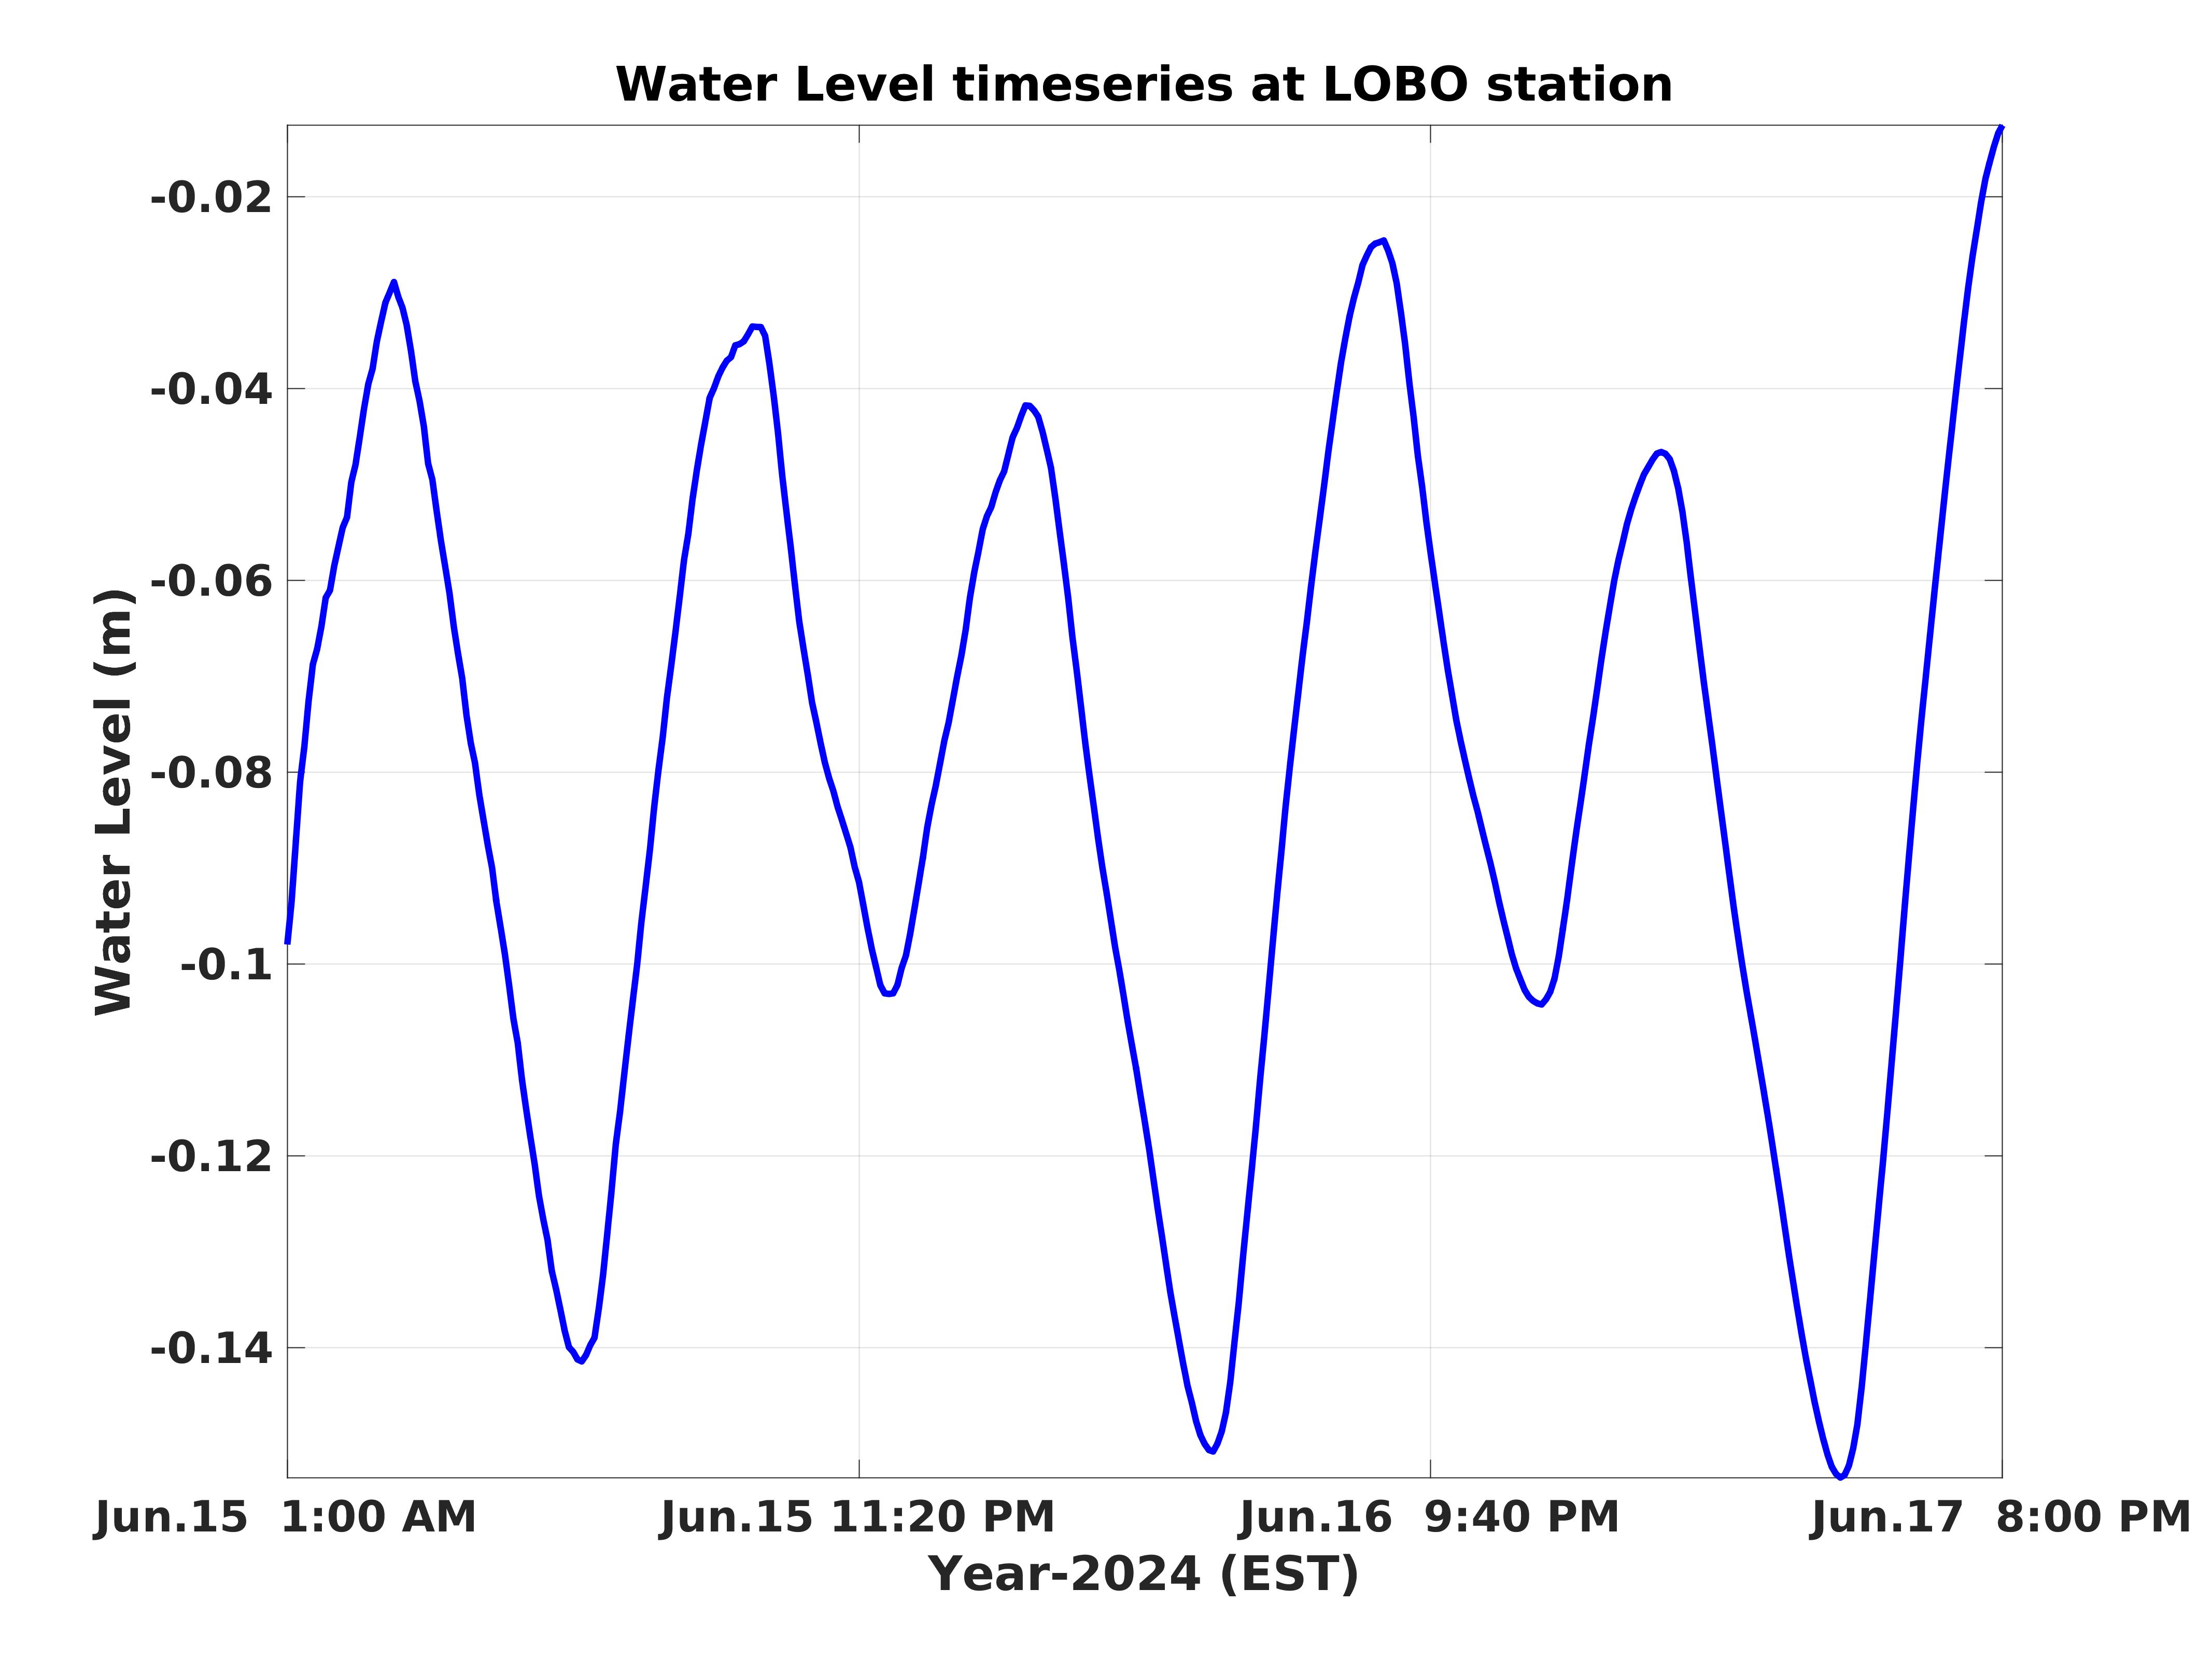 Water Level timeseries at LOBO station
Water Level (m)
-0.02
-0.04
-0.06
-0.08
-0.1
-0.12
-0.14
Jun.15  1:00 AM
Jun.15 11:20 PM
Jun.16  9:40 PM
Jun.17  8:00 PM
Year-2024 (EST)